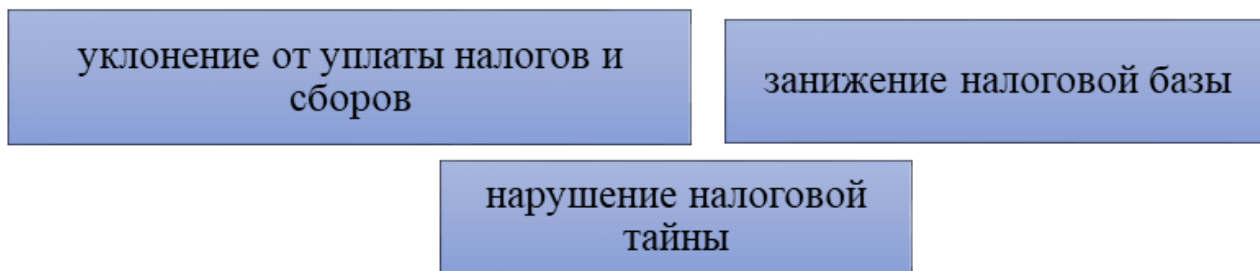 уклонение от уплаты налогов и
сборов
занижение налоговой базы
нарушение налоговой
тайны